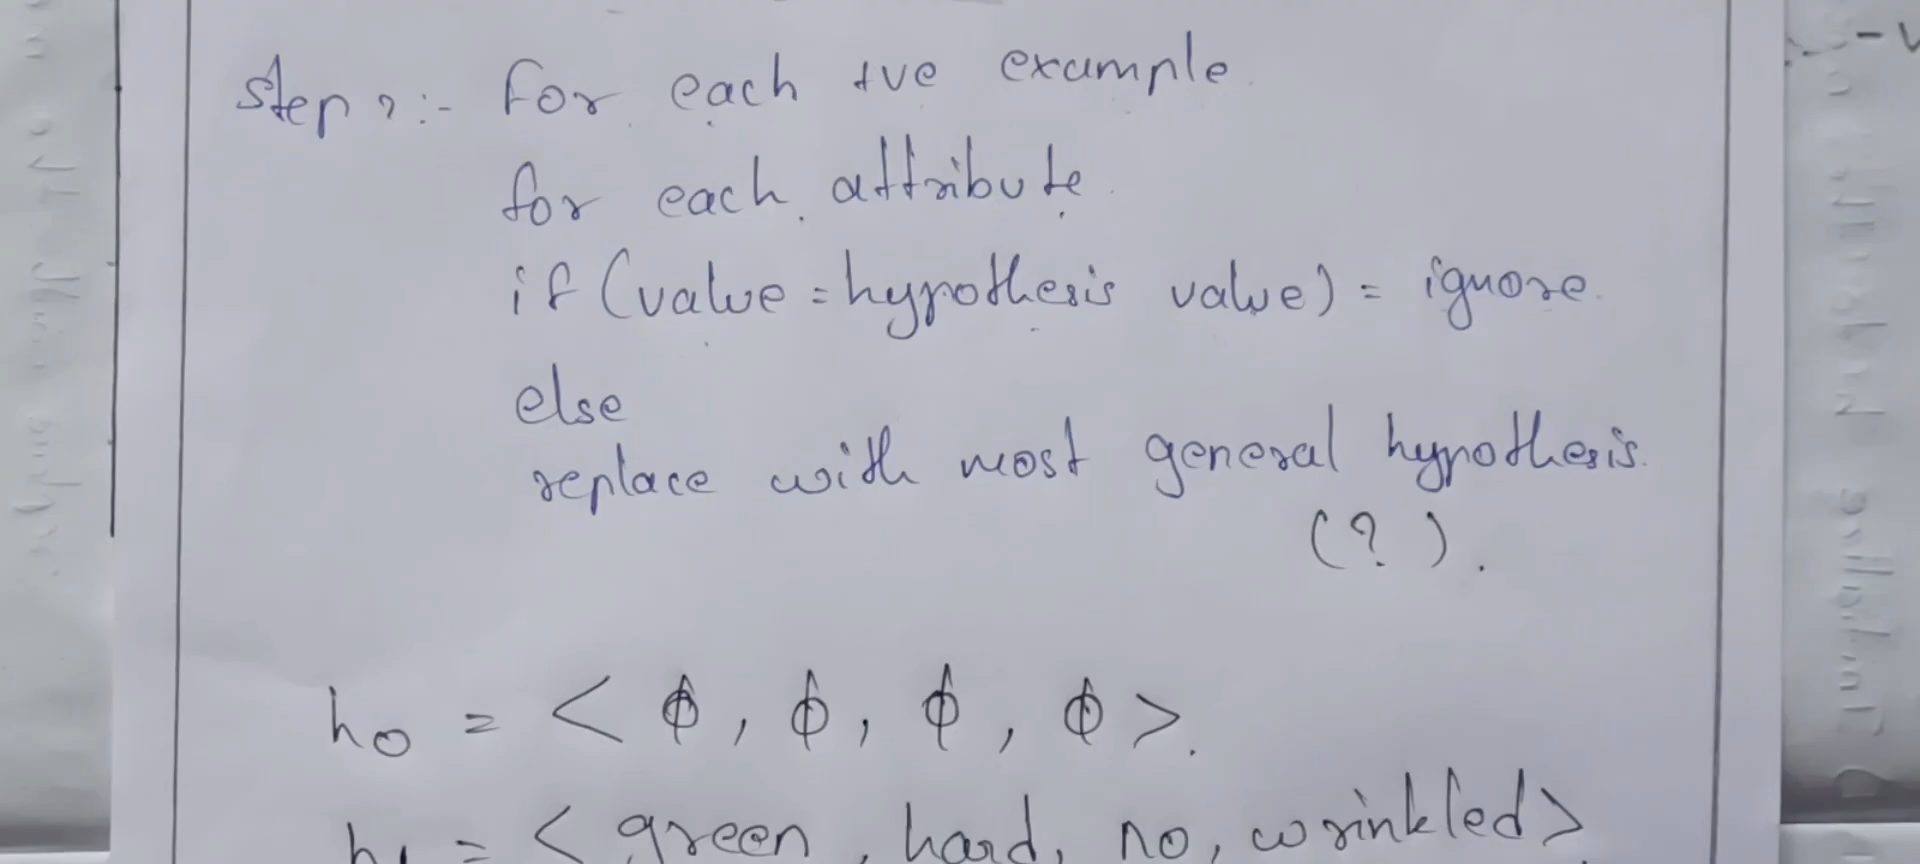 Step 2:- For each +ve example.
for each attribute.
if (value = hypothesis value) = ignore.
else
replace with most general hypothesis.
(?).
h0 = < ϕ, ϕ, ϕ, ϕ >.
h1 = < green, hard, no, wrinkled>